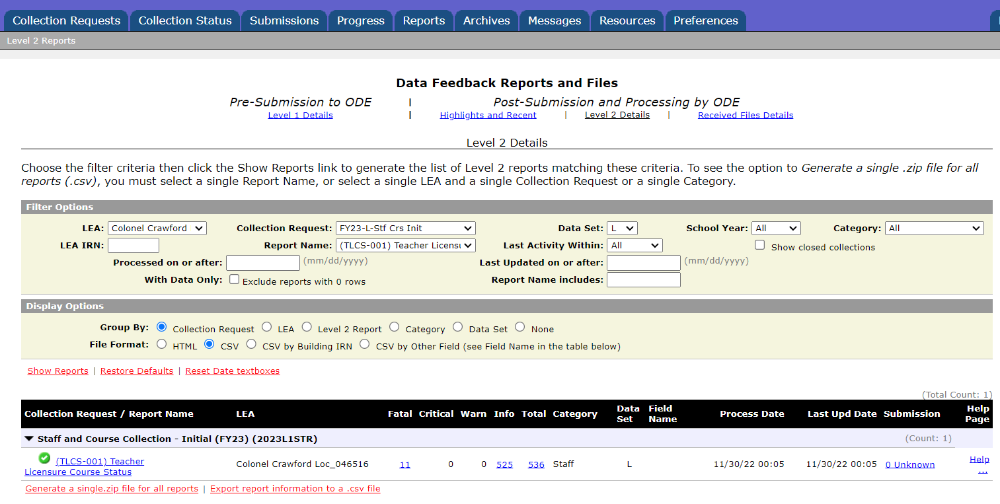 Collection Requests Collection Status Submissions Progress Reports Archives Messages Resources Preferences
Level 2 Reports
Data Feedback Reports and Files
Pre-Submission to ODE | Post-Submission and Processing by ODE
Level 1 Details | Highlights and Recent | Level 2 Details | Received Files Details
Level 2 Details
Choose the filter criteria then click the Show Reports link to generate the list of Level 2 reports matching these criteria. To see the option to Generate a single .zip file for all
reports (.csv), you must select a single Report Name, or select a single LEA and a single Collection Request or a single Category.
Filter Options
LEA: Colonel Crawford Collection Request: FY23-L-Stf Crs Init Data Set: L School Year: All Category: All
LEA IRN: Report Name: (TLCS-001) Teacher Licensu Last Activity Within: All Show closed collections
Processed on or after: (mm/dd/yyyy) Last Updated on or after: (mm/dd/yyyy)
With Data Only: Exclude reports with 0 rows Report Name includes:
Display Options
Group By: Collection Request LEA Level 2 Report Category Data Set None
File Format: HTML CSV CSV by Building IRN CSV by Other Field (see Field Name in the table below)
Show Reports | Restore Defaults | Reset Date textboxes
(Total Count: 1)
Collection Request / Report Name LEA Fatal Critical Warn Info Total Category Data Set Field Name Process Date Last Upd Date Submission Help Page
Staff and Course Collection - Initial (FY23) (2023L1STR) (Count: 1)
(TLCS-001) Teacher
Licensure Course Status Colonel Crawford Loc_046516 11 0 0 525 536 Staff L 11/30/22 00:05 11/30/22 00:05 0 Unknown Help ...
Generate a single.zip file for all reports | Export report information to a .csv file